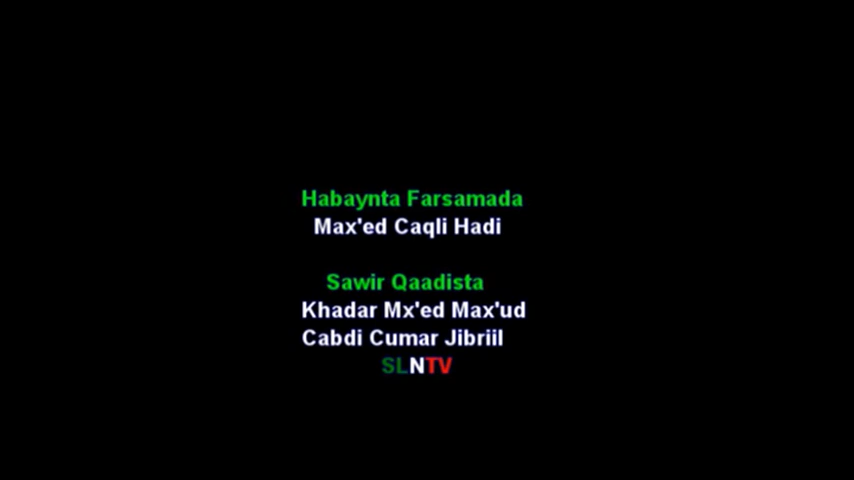 Habaynta Farsamada
Max'ed Caqli Hadi
Sawir Qaadista
Khadar Mx'ed Max'ud
Cabdi Cumar Jibriil
SLNTV